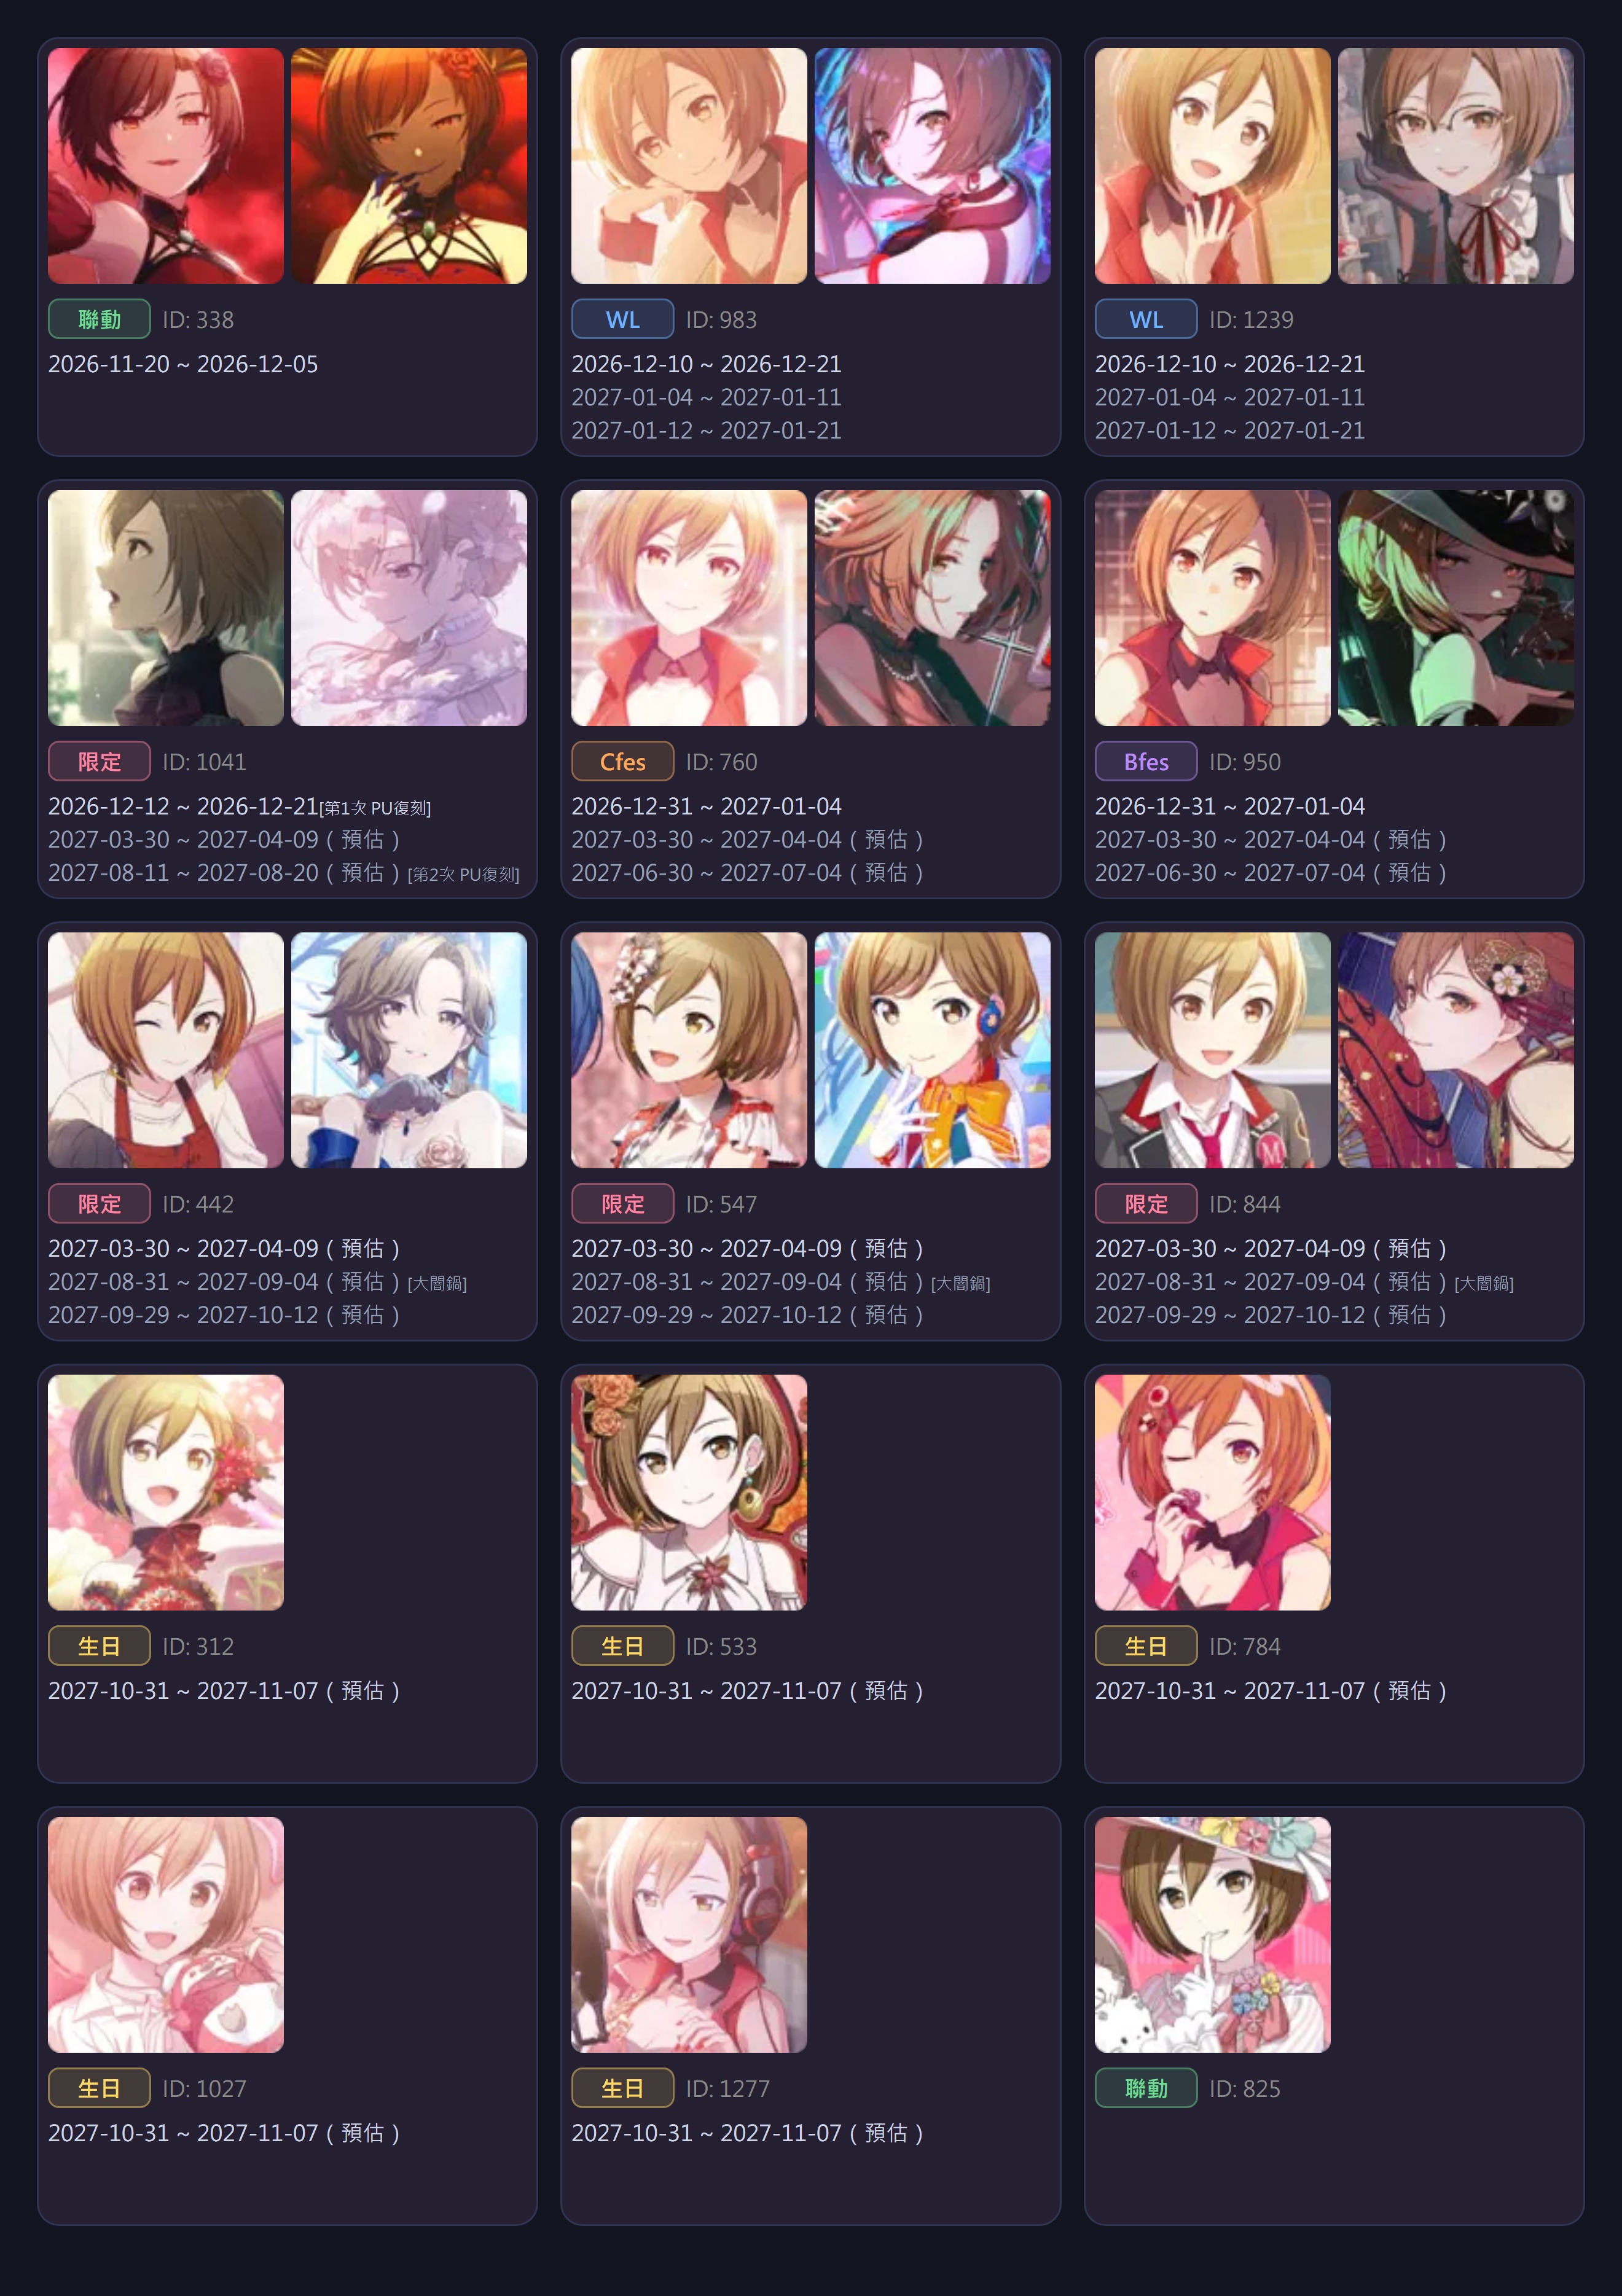 聯動 ID: 338
2026-11-20 ~ 2026-12-05
WL ID: 983
2026-12-10 ~ 2026-12-21
2027-01-04 ~ 2027-01-11
2027-01-12 ~ 2027-01-21
WL ID: 1239
2026-12-10 ~ 2026-12-21
2027-01-04 ~ 2027-01-11
2027-01-12 ~ 2027-01-21
限定 ID: 1041
2026-12-12 ~ 2026-12-21[第1次 PU復刻]
2027-03-30 ~ 2027-04-09 ( 預估 )
2027-08-11 ~ 2027-08-20 ( 預估 ) [第2次 PU復刻]
Cfes ID: 760
2026-12-31 ~ 2027-01-04
2027-03-30 ~ 2027-04-04 ( 預估 )
2027-06-30 ~ 2027-07-04 ( 預估 )
Bfes ID: 950
2026-12-31 ~ 2027-01-04
2027-03-30 ~ 2027-04-04 ( 預估 )
2027-06-30 ~ 2027-07-04 ( 預估 )
限定 ID: 442
2027-03-30 ~ 2027-04-09 ( 預估 )
2027-08-31 ~ 2027-09-04 ( 預估 ) [大闇鍋]
2027-09-29 ~ 2027-10-12 ( 預估 )
限定 ID: 547
2027-03-30 ~ 2027-04-09 ( 預估 )
2027-08-31 ~ 2027-09-04 ( 預估 ) [大闇鍋]
2027-09-29 ~ 2027-10-12 ( 預估 )
限定 ID: 844
2027-03-30 ~ 2027-04-09 ( 預估 )
2027-08-31 ~ 2027-09-04 ( 預估 ) [大闇鍋]
2027-09-29 ~ 2027-10-12 ( 預估 )
生日 ID: 312
2027-10-31 ~ 2027-11-07 ( 預估 )
生日 ID: 533
2027-10-31 ~ 2027-11-07 ( 預估 )
生日 ID: 784
2027-10-31 ~ 2027-11-07 ( 預估 )
生日 ID: 1027
2027-10-31 ~ 2027-11-07 ( 預估 )
生日 ID: 1277
2027-10-31 ~ 2027-11-07 ( 預估 )
聯動 ID: 825